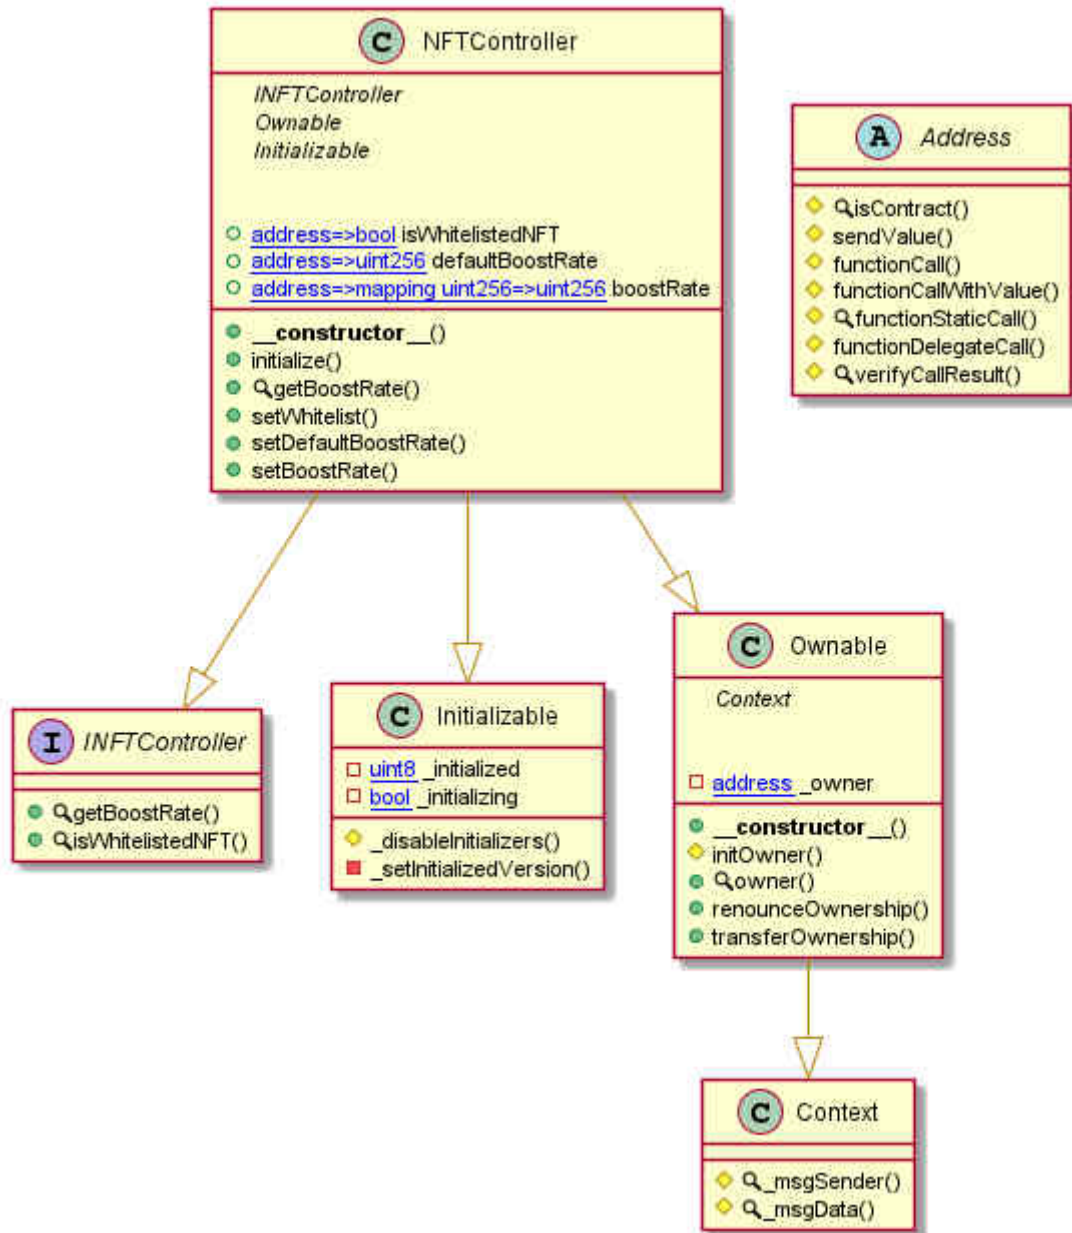 C NFTController
INFTController
Ownable
Initializable
address=>bool isWhitelistedNFT
address=>uint256 defaultBoostRate
address=>mapping uint256=>uint256 boostRate
__constructor__()
initialize()
getBoostRate()
setWhitelist()
setDefaultBoostRate()
setBoostRate()
A Address
isContract()
sendValue()
functionCall()
functionCallWithValue()
functionStaticCall()
functionDelegateCall()
verifyCallResult()
I INFTController
getBoostRate()
isWhitelistedNFT()
C Initializable
uint8 _initialized
bool _initializing
_disableInitializers()
_setInitializedVersion()
C Ownable
Context
address _owner
__constructor__()
initOwner()
owner()
renounceOwnership()
transferOwnership()
C Context
_msgSender()
_msgData()